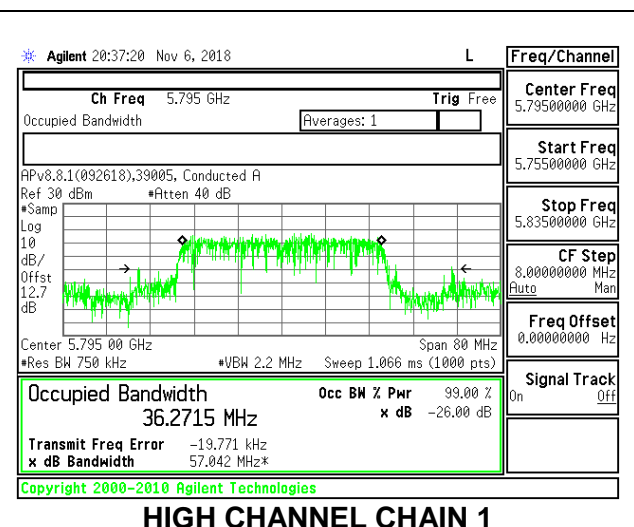 Agilent 20:37:20 Nov 6, 2018 L
Freq/Channel
Ch Freq 5.795 GHz Trig Free
Occupied Bandwidth Averages: 1
APv8.8.1(092618),39005, Conducted A
Ref 30 dBm #Atten 40 dB
#Samp
Log
10
dB/
Offst
12.7
dB
Center 5.795 00 GHz Span 80 MHz
#Res BW 750 kHz #VBW 2.2 MHz Sweep 1.066 ms (1000 pts)
Occupied Bandwidth Occ BW % Pwr 99.00 %
36.2715 MHz x dB -26.00 dB
Transmit Freq Error -19.771 kHz
x dB Bandwidth 57.042 MHz*
Copyright 2000-2010 Agilent Technologies
Center Freq
5.79500000 GHz
Start Freq
5.75500000 GHz
Stop Freq
5.83500000 GHz
CF Step
8.00000000 MHz
Auto Man
Freq Offset
0.00000000 Hz
Signal Track
On Off
HIGH CHANNEL CHAIN 1